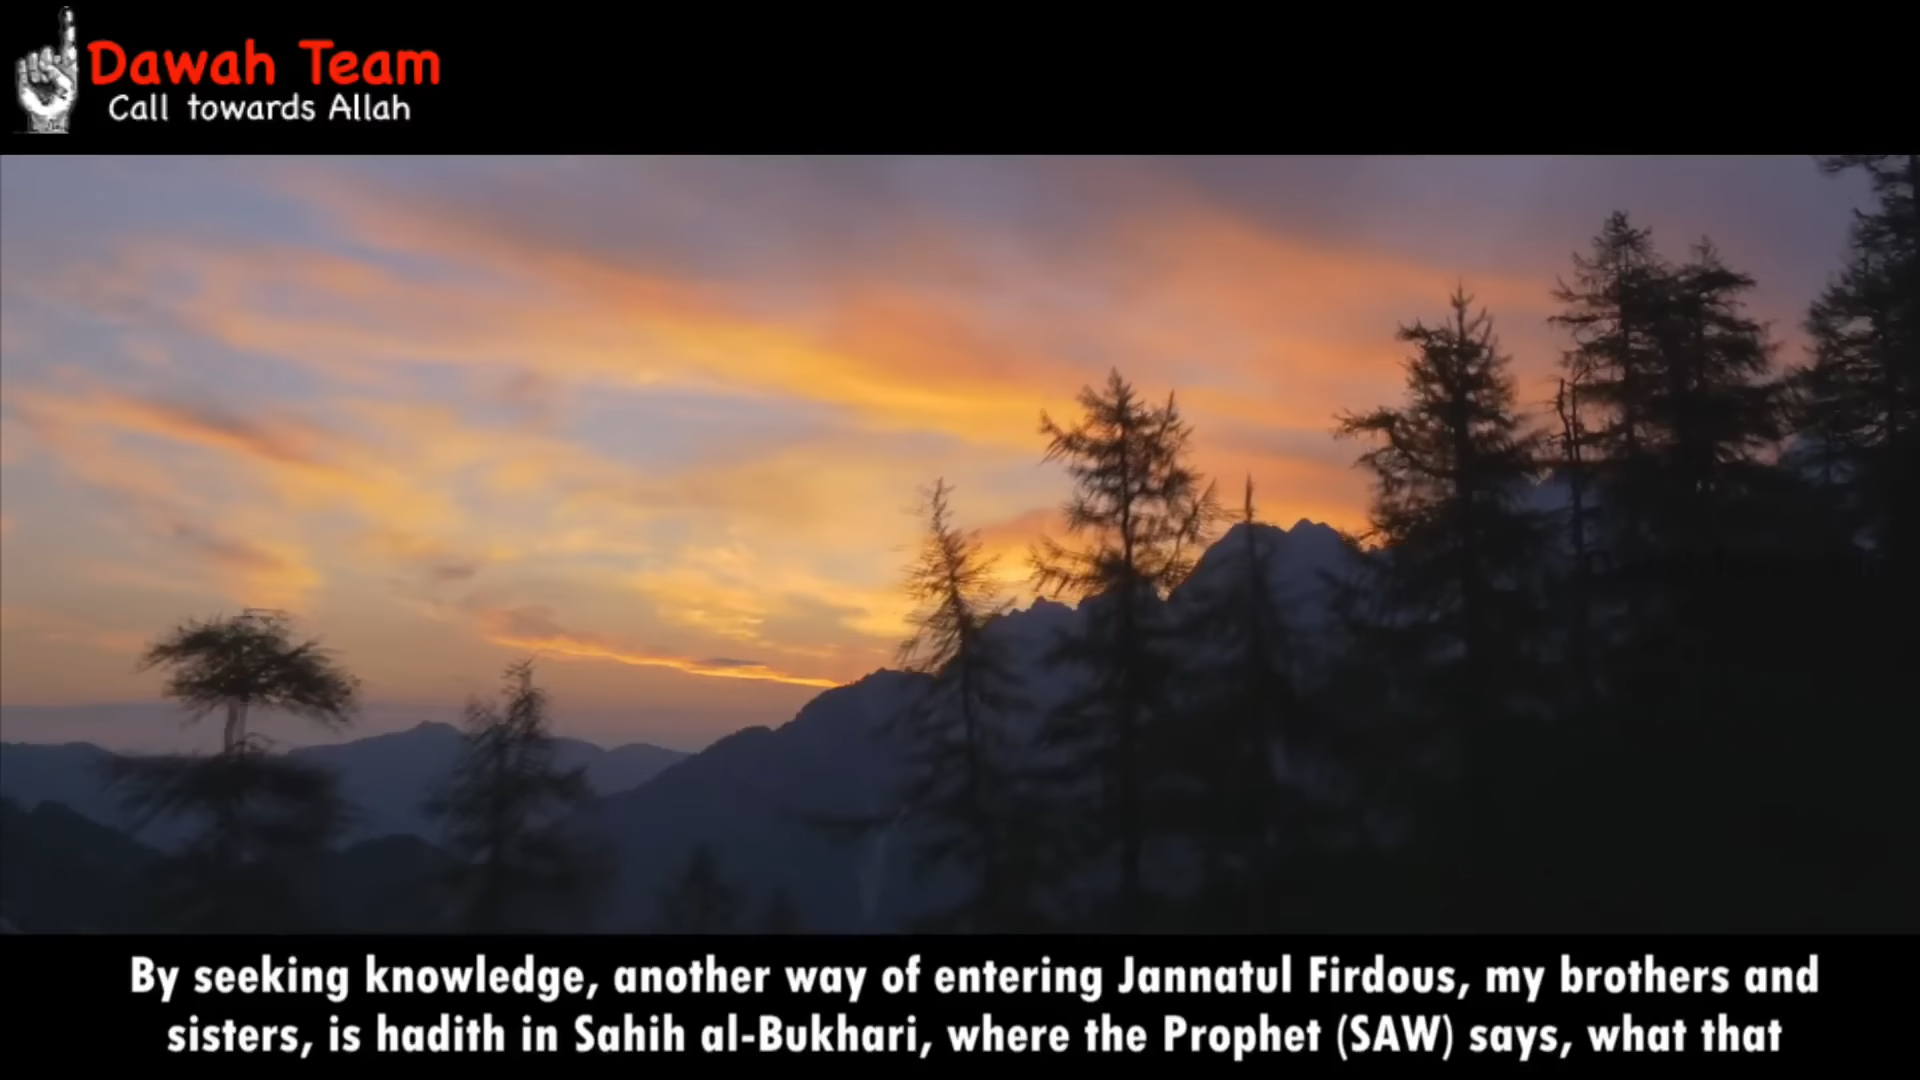 Dawah Team
Call towards Allah
By seeking knowledge, another way of entering Jannatul Firdous, my brothers and
sisters, is hadith in Sahih al-Bukhari, where the Prophet (SAW) says, what that